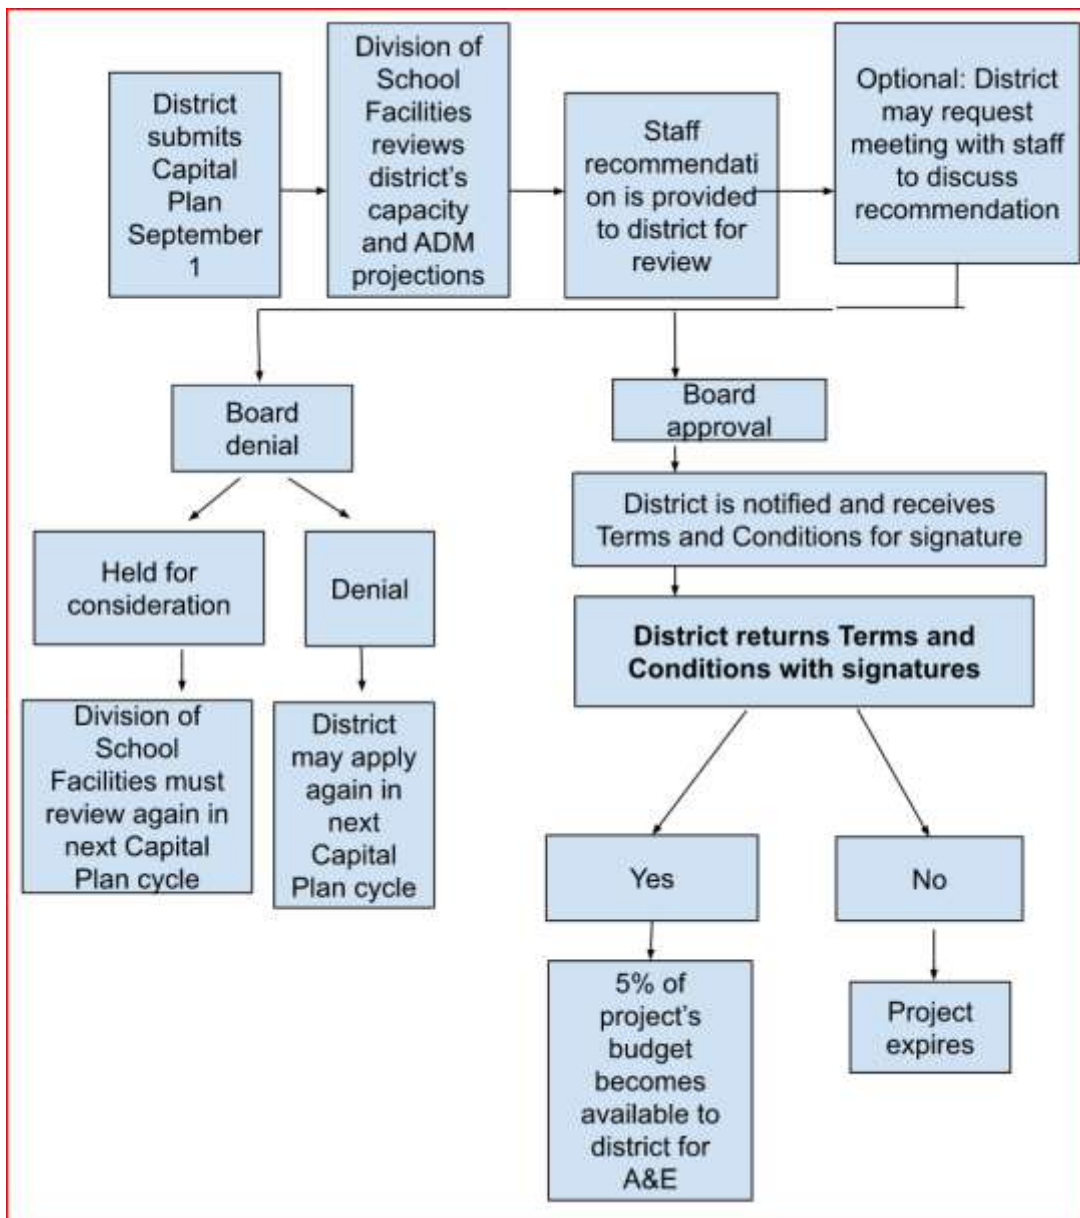 District
submits
Capital
Plan
September
1
Division of
School
Facilities
reviews
district's
capacity
and ADM
projections
Staff
recommendati
on is provided
to district for
review
Optional: District
may request
meeting with staff
to discuss
recommendation
Board
denial
Board
approval
District is notified and receives
Terms and Conditions for signature
Held for
consideration
Denial
District returns Terms and
Conditions with signatures
Division of
School
Facilities must
review again in
next Capital
Plan cycle
District
may apply
again in
next
Capital
Plan cycle
Yes
No
5% of
project's
budget
becomes
available to
district for
A&E
Project
expires